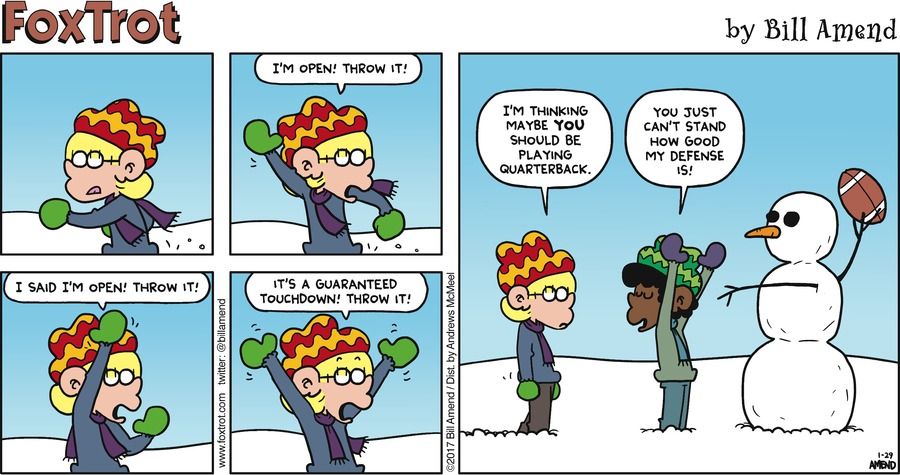 FoxTrot
by Bill Amend
I'M OPEN! THROW IT!
I SAID I'M OPEN! THROW IT!
IT'S A GUARANTEED
TOUCHDOWN! THROW IT!
www.foxtrot.com twitter: @billamend
©2017 Bill Amend / Dist. by Andrews McMeel
I'M THINKING
MAYBE YOU
SHOULD BE
PLAYING
QUARTERBACK.
YOU JUST
CAN'T STAND
HOW GOOD
MY DEFENSE
IS!
1-29
AMEND